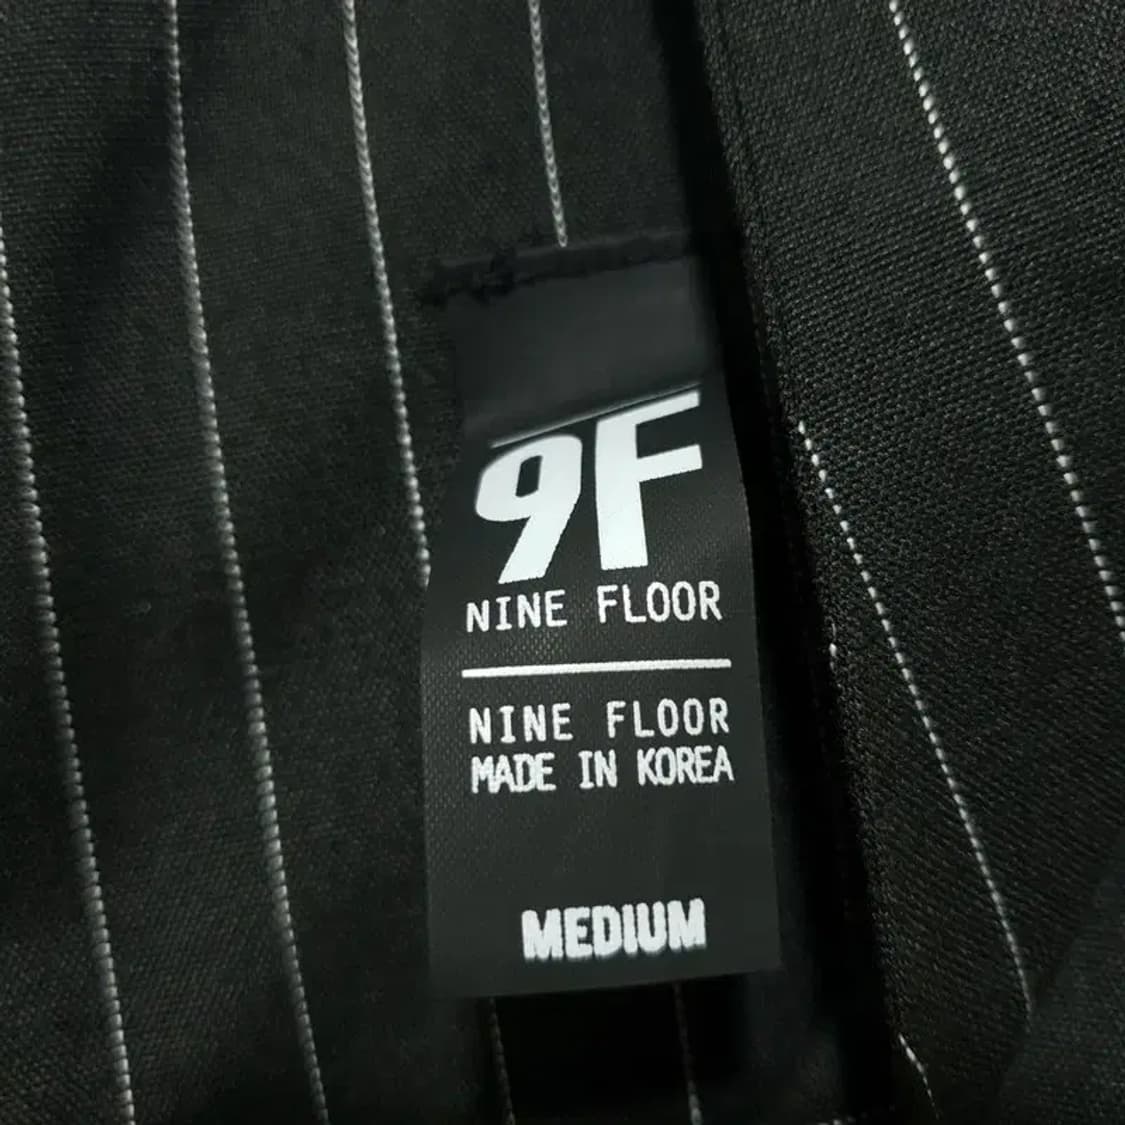 9F
NINE FLOOR
NINE FLOOR
MADE IN KOREA
MEDIUM